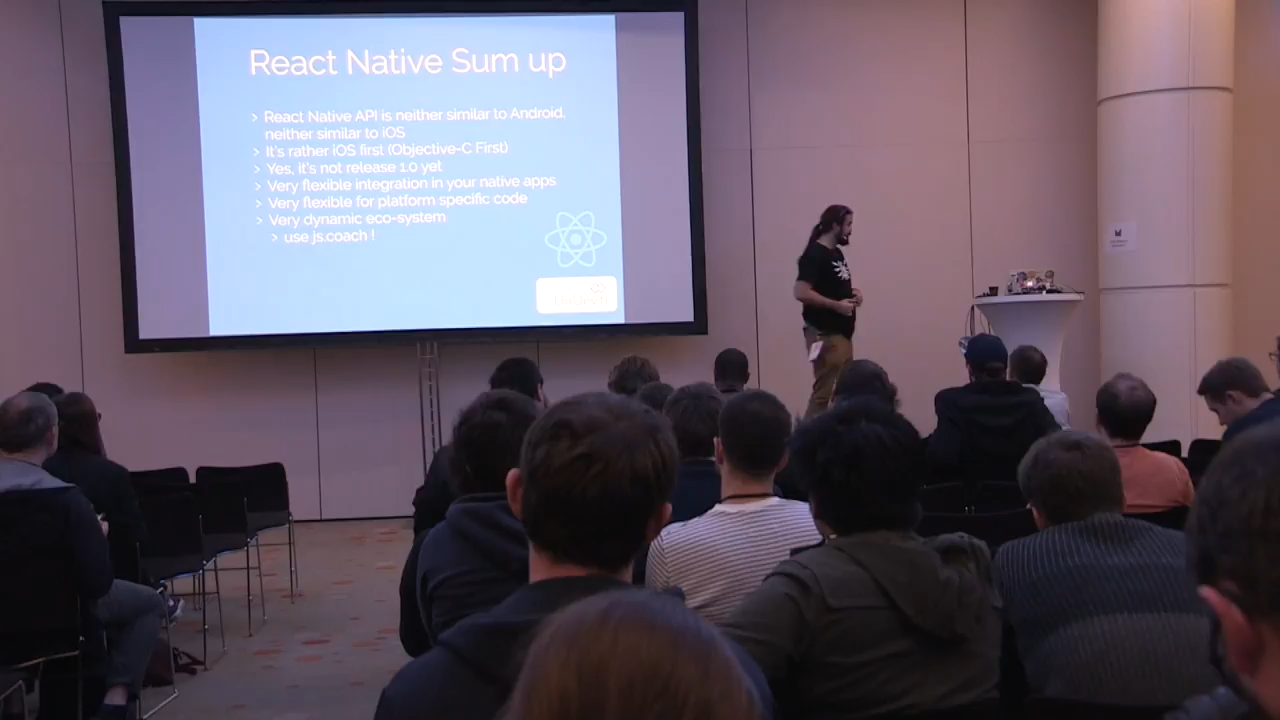 React Native Sum up
> React Native API is neither similar to Android,
neither similar to iOS
> It's rather iOS first (Objective-C First)
> Yes, it's not release 1.0 yet
> Very flexible integration in your native apps
> Very flexible for platform specific code
> Very dynamic eco-system
> use js.coach !